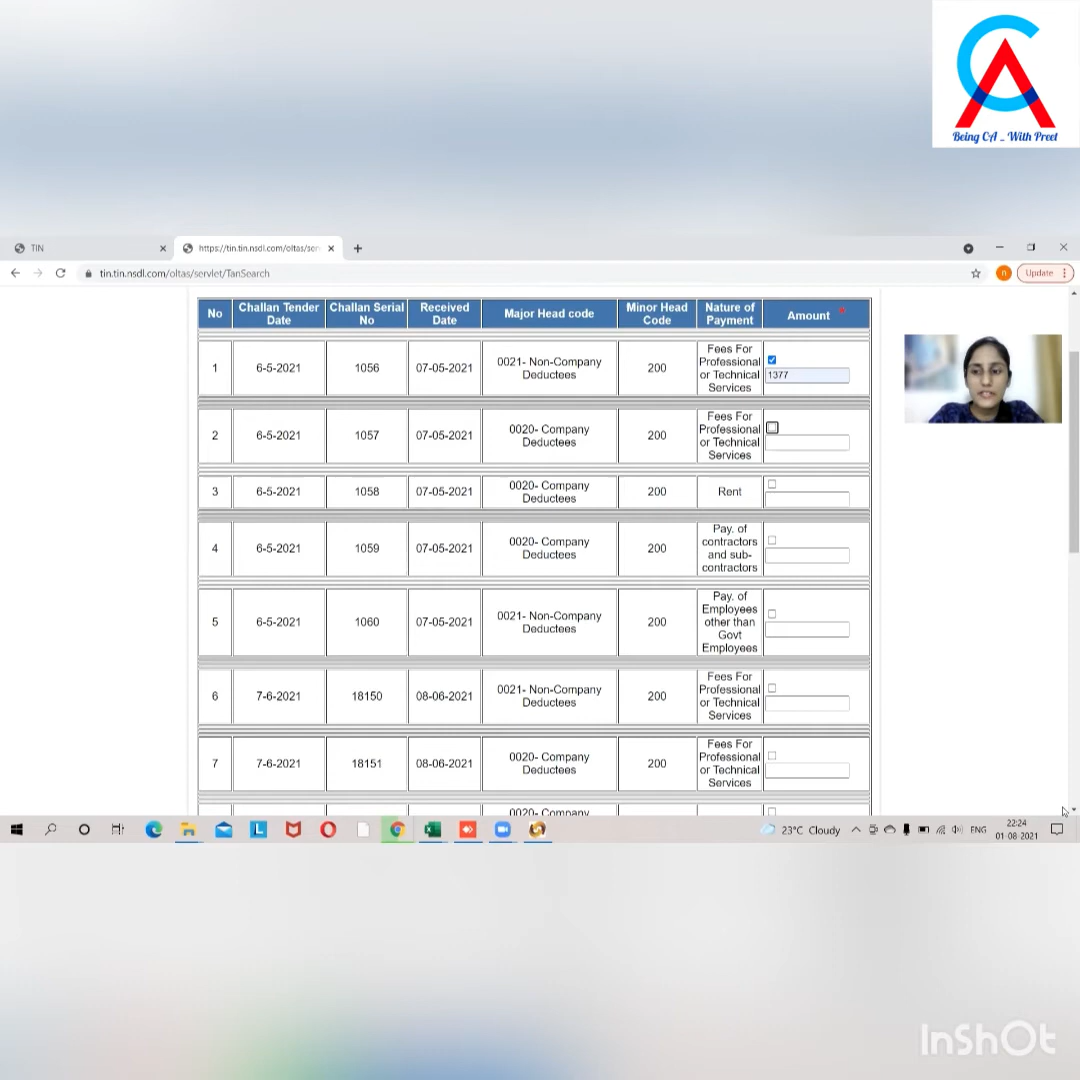 Being CA _ With Preet
TIN
https://tin.tin.nsdl.com/oltas/ser
tin.tin.nsdl.com/oltas/servlet/TanSearch
n
Update
No
Challan Tender
Date
Challan Serial
No
Received
Date
Major Head code
Minor Head
Code
Nature of
Payment
Amount *
1
6-5-2021
1056
07-05-2021
0021- Non-Company
Deductees
200
Fees For
Professional
or Technical
Services
1377
2
6-5-2021
1057
07-05-2021
0020- Company
Deductees
200
Fees For
Professional
or Technical
Services
3
6-5-2021
1058
07-05-2021
0020- Company
Deductees
200
Rent
4
6-5-2021
1059
07-05-2021
0020- Company
Deductees
200
Pay. of
contractors
and sub-
contractors
5
6-5-2021
1060
07-05-2021
0021- Non-Company
Deductees
200
Pay. of
Employees
other than
Govt
Employees
6
7-6-2021
18150
08-06-2021
0021- Non-Company
Deductees
200
Fees For
Professional
or Technical
Services
7
7-6-2021
18151
08-06-2021
0020- Company
Deductees
200
Fees For
Professional
or Technical
Services
0020- Company
L
23°C Cloudy
ENG
22:24
01-08-2021
InShOt